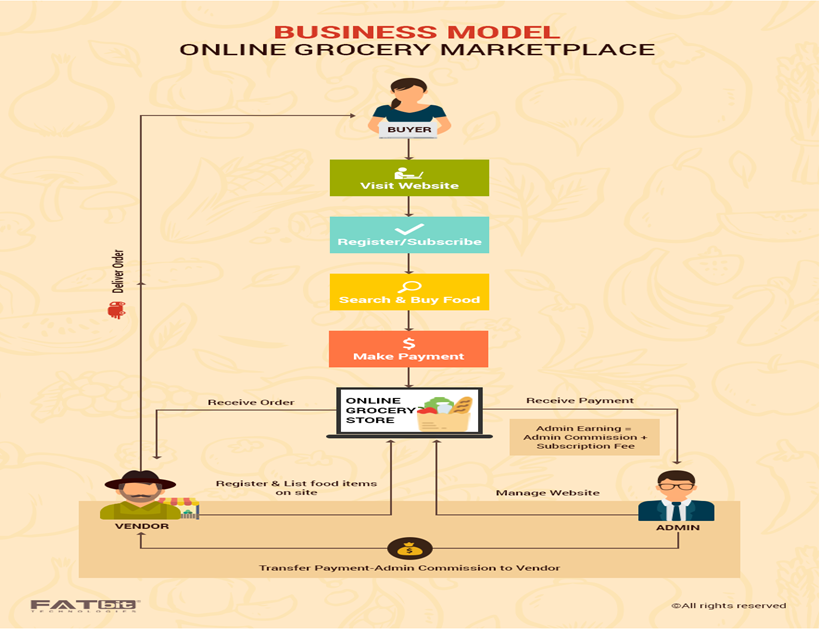 BUSINESS MODEL
ONLINE GROCERY MARKETPLACE
BUYER
Visit Website
Register/Subscribe
Deliver Order
Search & Buy Food
Make Payment
Receive Order
ONLINE
GROCERY
STORE
Receive Payment
Admin Earning =
Admin Commission +
Subscription Fee
Register & List food items
on site
Manage Website
VENDOR
ADMIN
Transfer Payment-Admin Commission to Vendor
FATbit
TECHNOLOGIES
©All rights reserved